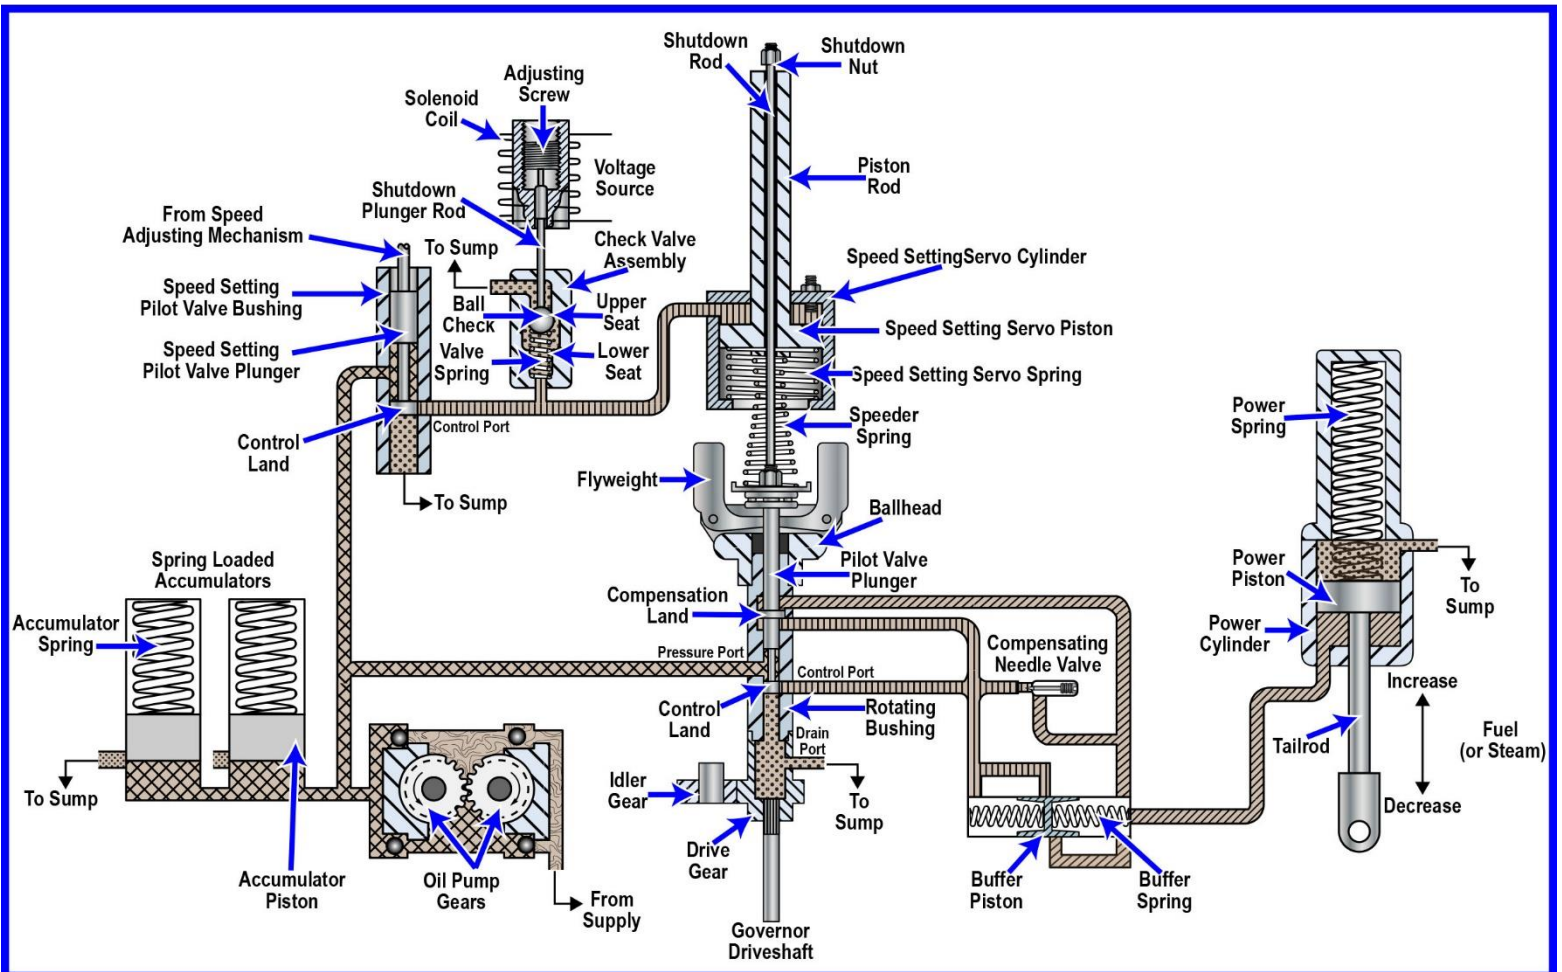 Shutdown
Rod
Shutdown
Nut
Adjusting
Screw
Solenoid
Coil
Voltage
Source
Piston
Rod
Shutdown
Plunger Rod
From Speed
Adjusting Mechanism
To Sump
Check Valve
Assembly
Speed SettingServo Cylinder
Speed Setting
Pilot Valve Bushing
Ball
Check
Upper
Seat
Speed Setting Servo Piston
Speed Setting
Pilot Valve Plunger
Valve
Spring
Lower
Seat
Speed Setting Servo Spring
Power
Spring
Control
Land
Control Port
Speeder
Spring
To Sump
Flyweight
Ballhead
Spring Loaded
Accumulators
Pilot Valve
Plunger
Power
Piston
To
Sump
Compensation
Land
Accumulator
Spring
Power
Cylinder
Pressure Port
Compensating
Needle Valve
Control Port
Increase
Control
Land
Rotating
Bushing
Drain
Port
Tailrod
Fuel
(or Steam)
To Sump
Idler
Gear
To
Sump
Decrease
Drive
Gear
Accumulator
Piston
Oil Pump
Gears
From
Supply
Buffer
Piston
Buffer
Spring
Governor
Driveshaft